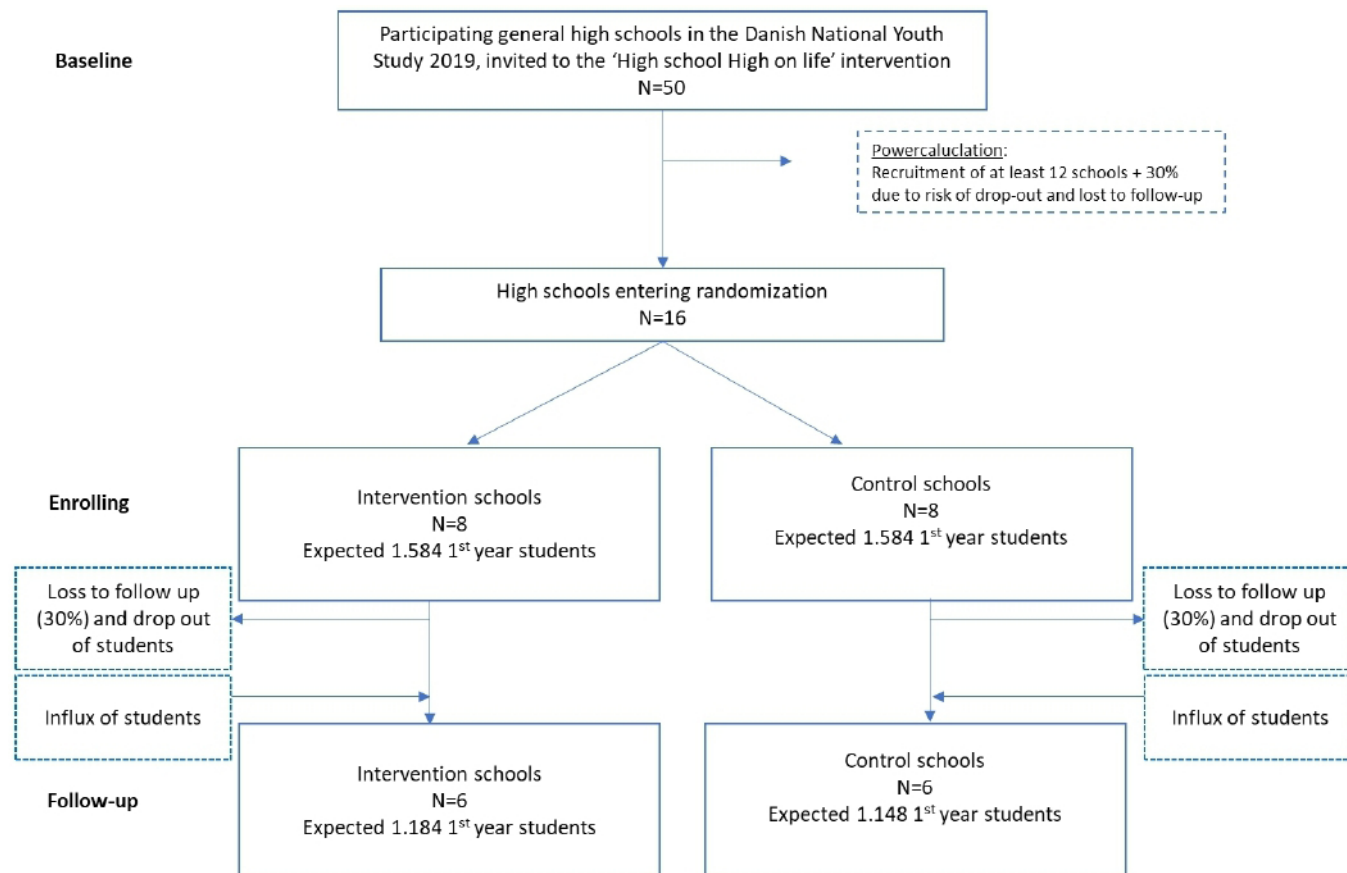 Baseline
Participating general high schools in the Danish National Youth
Study 2019, invited to the ‘High school High on life’ intervention
N=50
Powercaluclation:
Recruitment of at least 12 schools + 30%
due to risk of drop-out and lost to follow-up
High schools entering randomization
N=16
Enrolling
Intervention schools
N=8
Expected 1.584 1st year students
Control schools
N=8
Expected 1.584 1st year students
Loss to follow up
(30%) and drop out
of students
Loss to follow up
(30%) and drop out
of students
Influx of students
Influx of students
Follow-up
Intervention schools
N=6
Expected 1.184 1st year students
Control schools
N=6
Expected 1.148 1st year students